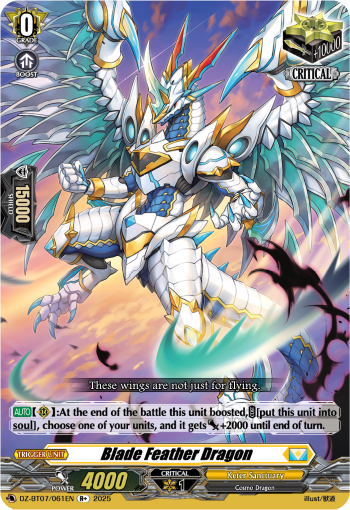 0
GRADE
+10000
BOOST
CRITICAL
15000
SHIELD
These wings are not just for flying.
AUTO【R】:At the end of the battle this unit boosted, [put this unit into
soul], choose one of your units, and it gets +2000 until end of turn.
TRIGGER UNIT
Blade Feather Dragon
POWER
4000
CRITICAL
1
Keter Sanctuary
Cosmo Dragon
DZ-BT07/061EN R+ 2025
illust/獣道